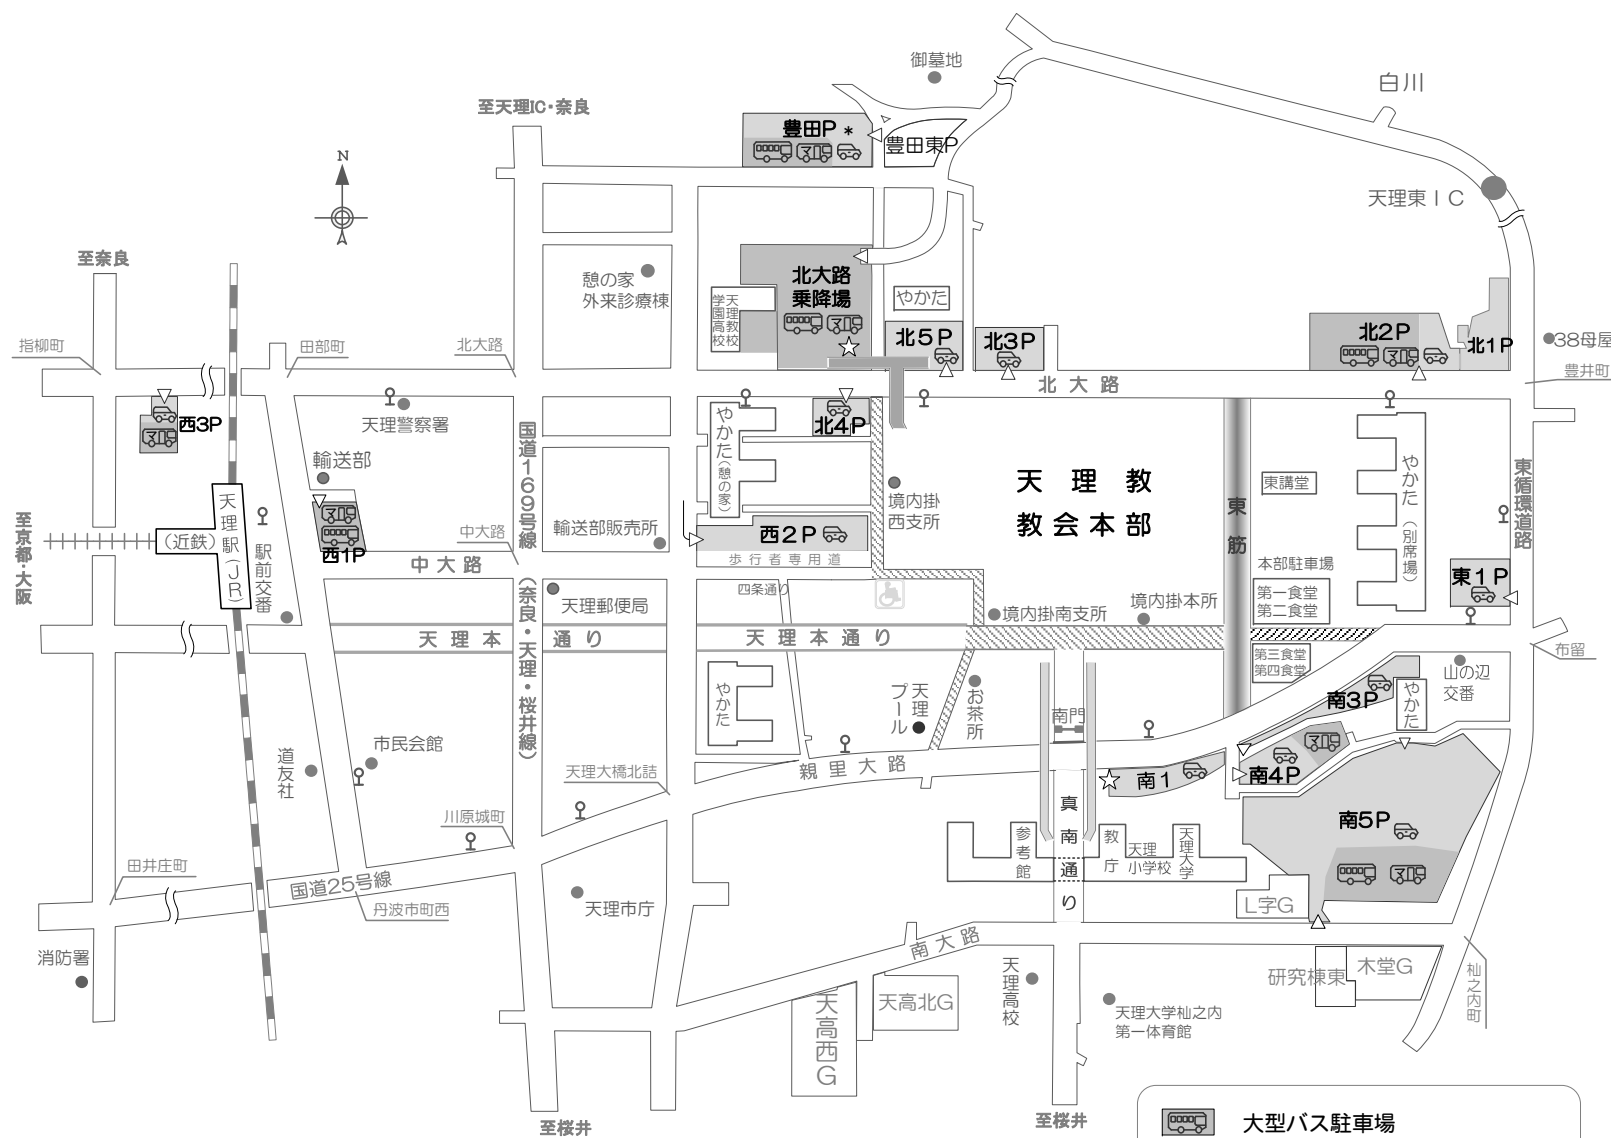 御墓地
白川
至天理IC・奈良
豊田P *
豊田東P
N
天理東IC
至奈良
憩の家
外来診療棟
天理教校
学園高校
北大路
乗降場
やかた
北5P
北3P
北2P
北1P
38母屋
豊井町
指柳町
田部町
北大路
北大路
天理警察署
西3P
やかた
(憩の家)
北4P
国道169号線
(奈良・天理・桜井線)
輸送部
境内掛
西支所
天理教
教会本部
東筋
東講堂
やかた
(別席場)
東循環道路
至京都・大阪
(近鉄)
天理駅(JR)
駅前交番
西1P
中大路
中大路
輸送部販売所
西2P
歩行者専用道
四条通り
本部駐車場
第一食堂
第二食堂
東1P
天理郵便局
境内掛南支所
境内掛本所
天理本通り
天理本通り
第三食堂
第四食堂
布留
山の辺
交番
やかた
天理
プール
お茶所
南門
南3P
やかた
道友社
市民会館
天理大橋北詰
親里大路
南1
南4P
川原城町
真南通り
南5P
参考館
教庁
天理
小学校
天理大学
田井庄町
国道25号線
丹波市町西
天理市庁
L字G
南大路
消防署
天理高校
研究棟東
木堂G
杣之内町
天高西G
天高北G
天理大学杣之内
第一体育館
至桜井
至桜井
大型バス駐車場